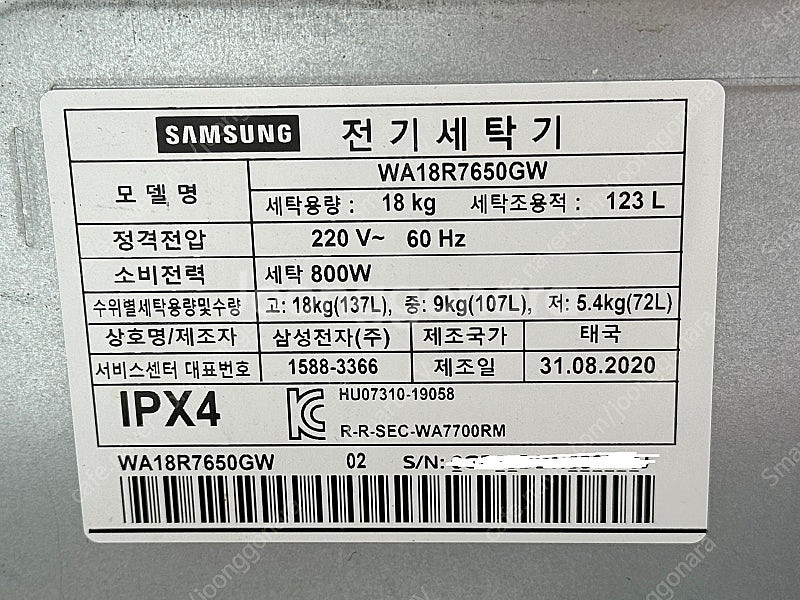 SAMSUNG 전기세탁기
모델명 WA18R7650GW
세탁용량 : 18 kg 세탁조용적 : 123 L
정격전압 220 V~ 60 Hz
소비전력 세탁 800W
수위별세탁용량및수량 고: 18kg(137L), 중: 9kg(107L), 저: 5.4kg(72L)
상호명/제조자 삼성전자(주) 제조국가 태국
서비스센터 대표번호 1588-3366 제조일 31.08.2020
IPX4 HU07310-19058
R-R-SEC-WA7700RM
WA18R7650GW 02 S/N: